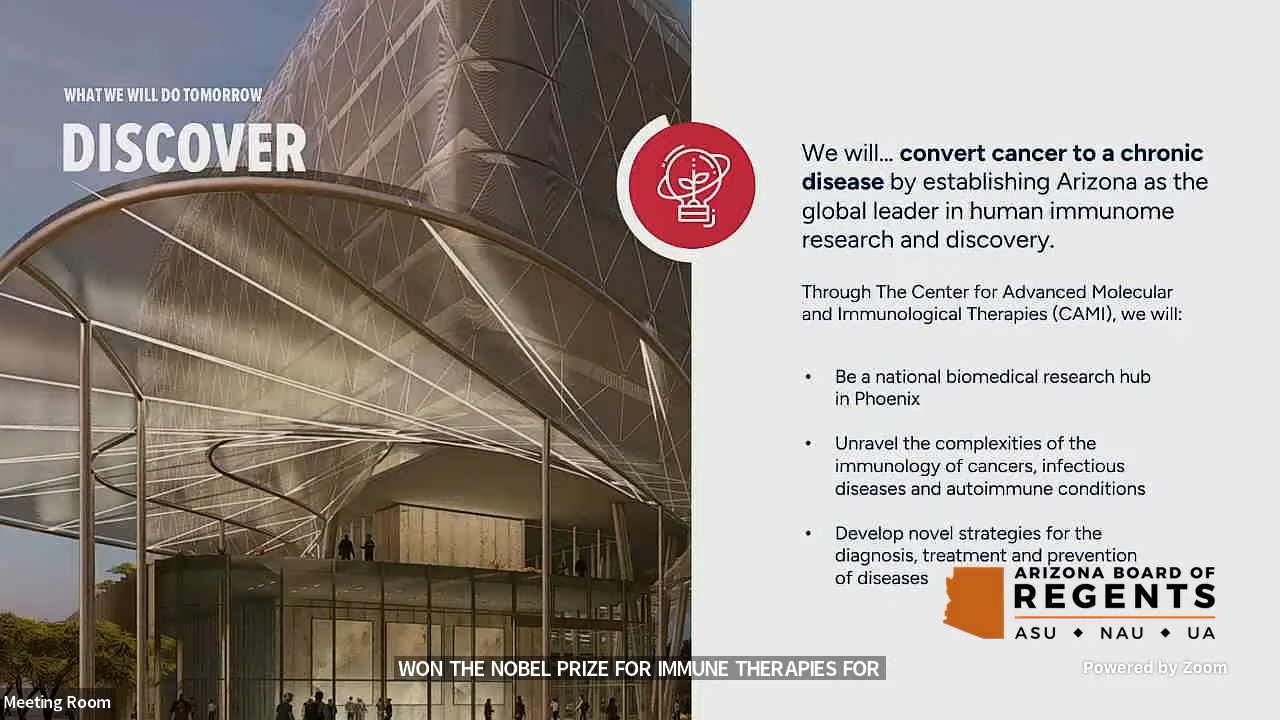 WHAT WE WILL DO TOMORROW
DISCOVER
We will... convert cancer to a chronic
disease by establishing Arizona as the
global leader in human immunome
research and discovery.
Through The Center for Advanced Molecular
and Immunological Therapies (CAMI), we will:
• Be a national biomedical research hub
in Phoenix
• Unravel the complexities of the
immunology of cancers, infectious
diseases and autoimmune conditions
• Develop novel strategies for the
diagnosis, treatment and prevention
of diseases
ARIZONA BOARD OF
REGENTS
ASU ◆ NAU ◆ UA
WON THE NOBEL PRIZE FOR IMMUNE THERAPIES FOR
Powered by Zoom
Meeting Room